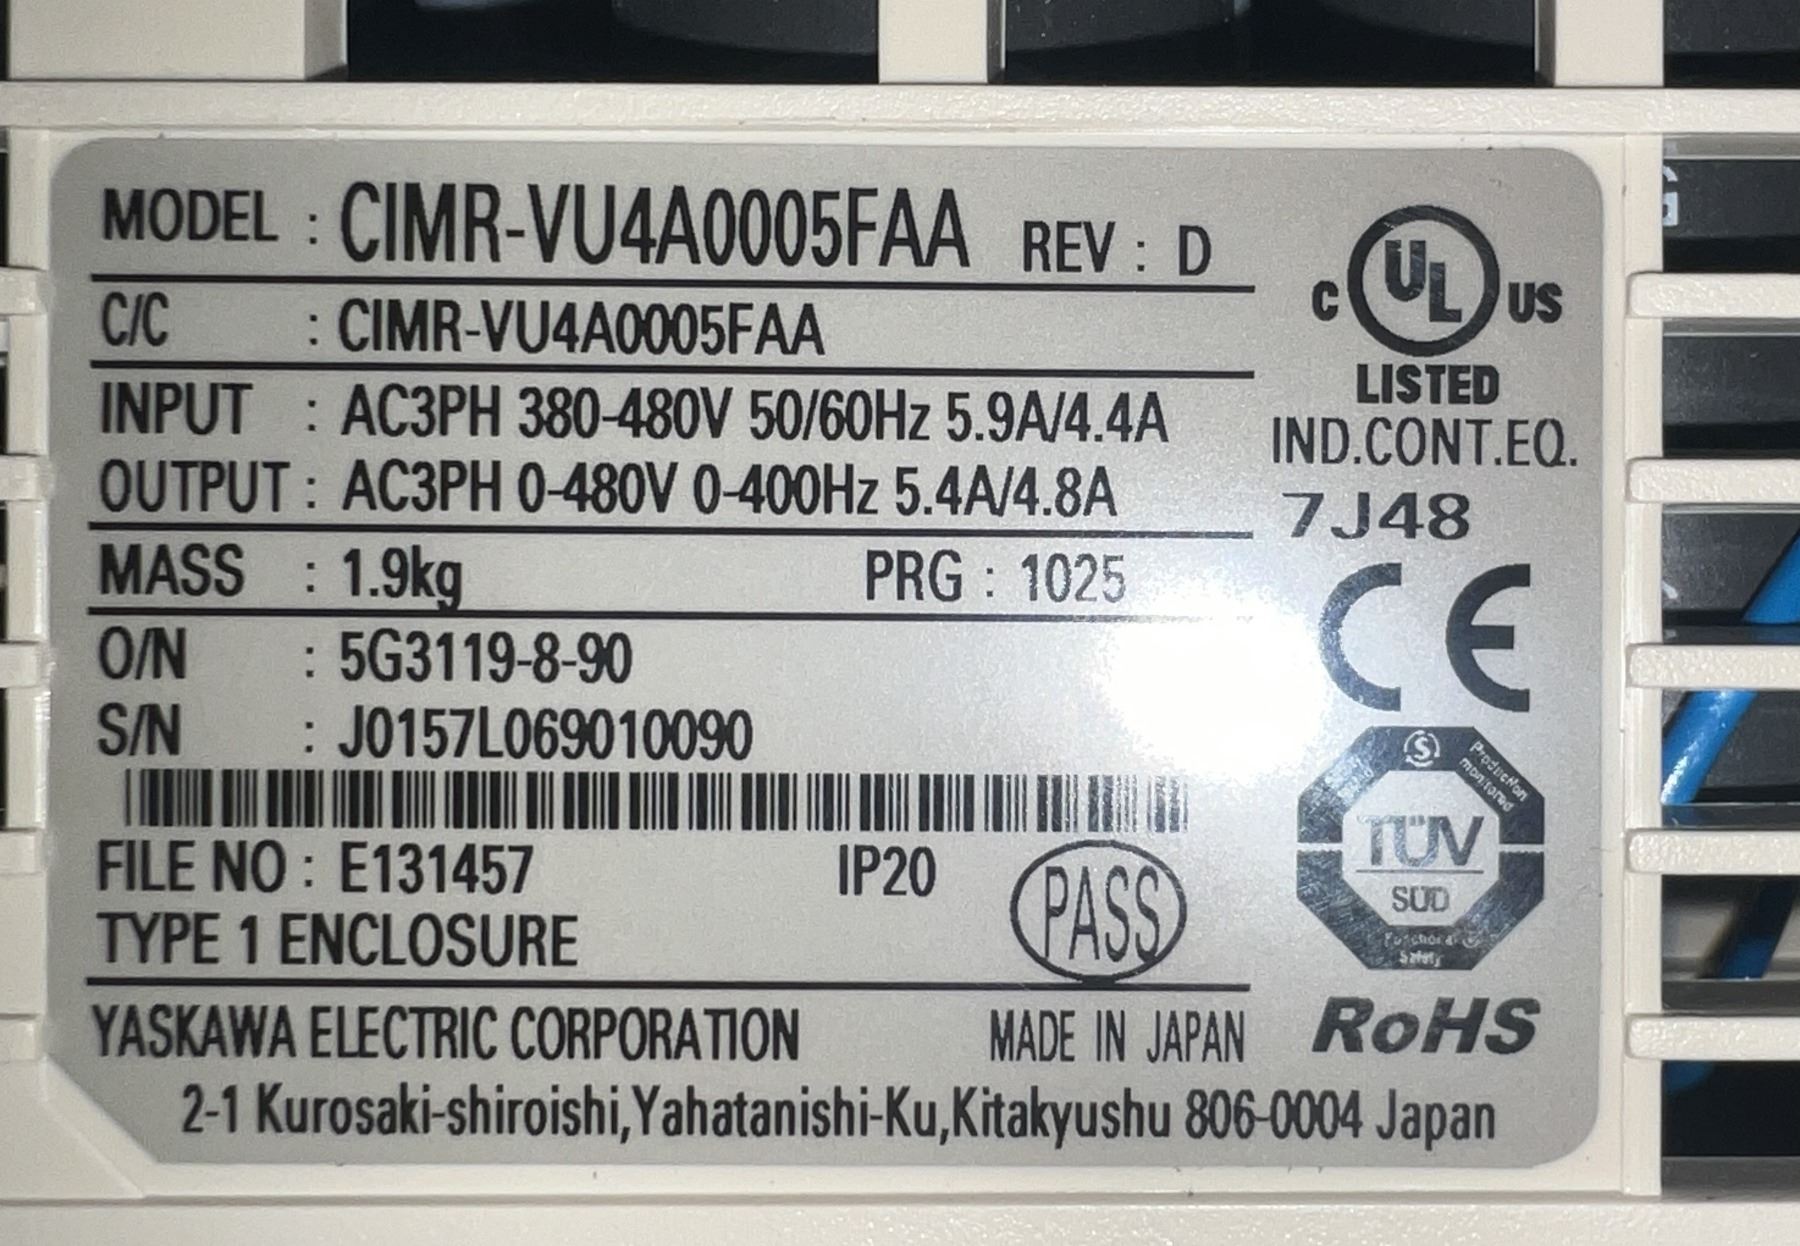 MODEL : CIMR-VU4A0005FAA REV : D
C/C : CIMR-VU4A0005FAA
INPUT : AC3PH 380-480V 50/60Hz 5.9A/4.4A
OUTPUT : AC3PH 0-480V 0-400Hz 5.4A/4.8A
MASS : 1.9kg PRG : 1025
O/N : 5G3119-8-90
S/N : J0157L069010090
FILE NO : E131457 IP20 PASS
TYPE 1 ENCLOSURE
YASKAWA ELECTRIC CORPORATION MADE IN JAPAN
2-1 Kurosaki-shiroishi,Yahatanishi-Ku,Kitakyushu 806-0004 Japan
C UL US
LISTED
IND.CONT.EQ.
7J48
CE
S
Production
monitored
TÜV
SÜD
Safety
RoHS
G